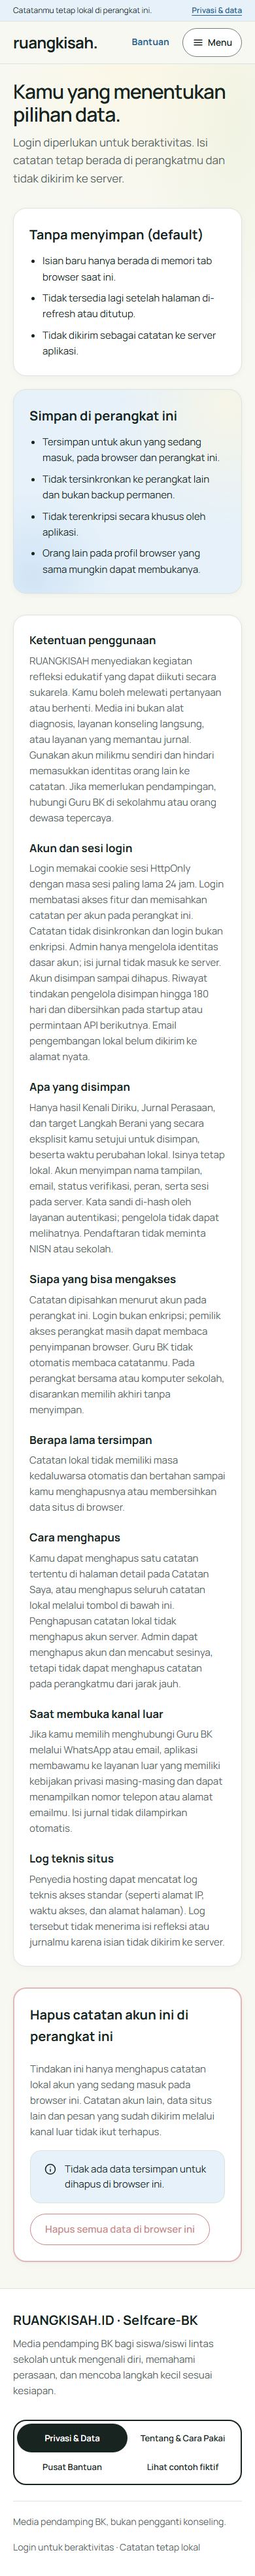 Catatanmu tetap lokal di perangkat ini.
Privasi & data
ruangkisah.
Bantuan
Menu
Kamu yang menentukan
pilihan data.
Login diperlukan untuk beraktivitas. Isi
catatan tetap berada di perangkatmu dan
tidak dikirim ke server.
Tanpa menyimpan (default)
• Isian baru hanya berada di memori tab
browser saat ini.
• Tidak tersedia lagi setelah halaman di-
refresh atau ditutup.
• Tidak dikirim sebagai catatan ke server
aplikasi.
Simpan di perangkat ini
• Tersimpan untuk akun yang sedang
masuk, pada browser dan perangkat ini.
• Tidak tersinkronkan ke perangkat lain
dan bukan backup permanen.
• Tidak terenkripsi secara khusus oleh
aplikasi.
• Orang lain pada profil browser yang
sama mungkin dapat membukanya.
Ketentuan penggunaan
RUANGKISAH menyediakan kegiatan
refleksi edukatif yang dapat diikuti secara
sukarela. Kamu boleh melewati pertanyaan
atau berhenti. Media ini bukan alat
diagnosis, layanan konseling langsung,
atau layanan yang memantau jurnal.
Gunakan akun milikmu sendiri dan hindari
memasukkan identitas orang lain ke
catatan. Jika memerlukan pendampingan,
hubungi Guru BK di sekolahmu atau orang
dewasa tepercaya.
Akun dan sesi login
Login memakai cookie sesi HttpOnly
dengan masa sesi paling lama 24 jam. Login
membatasi akses fitur dan memisahkan
catatan per akun pada perangkat ini.
Catatan tidak disinkronkan dan login bukan
enkripsi. Admin hanya mengelola identitas
dasar akun; isi jurnal tidak masuk ke server.
Akun disimpan sampai dihapus. Riwayat
tindakan pengelola disimpan hingga 180
hari dan dibersihkan pada startup atau
permintaan API berikutnya. Email
pengembangan lokal belum dikirim ke
alamat nyata.
Apa yang disimpan
Hanya hasil Kenali Diriku, Jurnal Perasaan,
dan target Langkah Berani yang secara
eksplisit kamu setujui untuk disimpan,
beserta waktu perubahan lokal. Isinya tetap
lokal. Akun menyimpan nama tampilan,
email, status verifikasi, peran, serta sesi
pada server. Kata sandi di-hash oleh
layanan autentikasi; pengelola tidak dapat
melihatnya. Pendaftaran tidak meminta
NISN atau sekolah.
Siapa yang bisa mengakses
Catatan dipisahkan menurut akun pada
perangkat ini. Login bukan enkripsi; pemilik
akses perangkat masih dapat membaca
penyimpanan browser. Guru BK tidak
otomatis membaca catatanmu. Pada
perangkat bersama atau komputer sekolah,
disarankan memilih akhiri tanpa
menyimpan.
Berapa lama tersimpan
Catatan lokal tidak memiliki masa
kedaluwarsa otomatis dan bertahan sampai
kamu menghapusnya atau membersihkan
data situs di browser.
Cara menghapus
Kamu dapat menghapus satu catatan
tertentu di halaman detail pada Catatan
Saya, atau menghapus seluruh catatan
lokal melalui tombol di bawah ini.
Penghapusan catatan lokal tidak
menghapus akun server. Admin dapat
menghapus akun dan mencabut sesinya,
tetapi tidak dapat menghapus catatan
pada perangkatmu dari jarak jauh.
Saat membuka kanal luar
Jika kamu memilih menghubungi Guru BK
melalui WhatsApp atau email, aplikasi
membawamu ke layanan luar yang memiliki
kebijakan privasi masing-masing dan dapat
menampilkan nomor telepon atau alamat
emailmu. Isi jurnal tidak dilampirkan
otomatis.
Log teknis situs
Penyedia hosting dapat mencatat log
teknis akses standar (seperti alamat IP,
waktu akses, dan alamat halaman). Log
tersebut tidak menerima isi refleksi atau
jurnalmu karena isian tidak dikirim ke server.
Hapus catatan akun ini di
perangkat ini
Tindakan ini hanya menghapus catatan
lokal akun yang sedang masuk pada
browser ini. Catatan akun lain, data situs
lain dan pesan yang sudah dikirim melalui
kanal luar tidak ikut terhapus.
Tidak ada data tersimpan untuk
dihapus di browser ini.
Hapus semua data di browser ini
RUANGKISAH.ID · Selfcare-BK
Media pendamping BK bagi siswa/siswi lintas
sekolah untuk mengenali diri, memahami
perasaan, dan mencoba langkah kecil sesuai
kesiapan.
Privasi & Data
Tentang & Cara Pakai
Pusat Bantuan
Lihat contoh fiktif
Media pendamping BK, bukan pengganti konseling.
Login untuk beraktivitas · Catatan tetap lokal